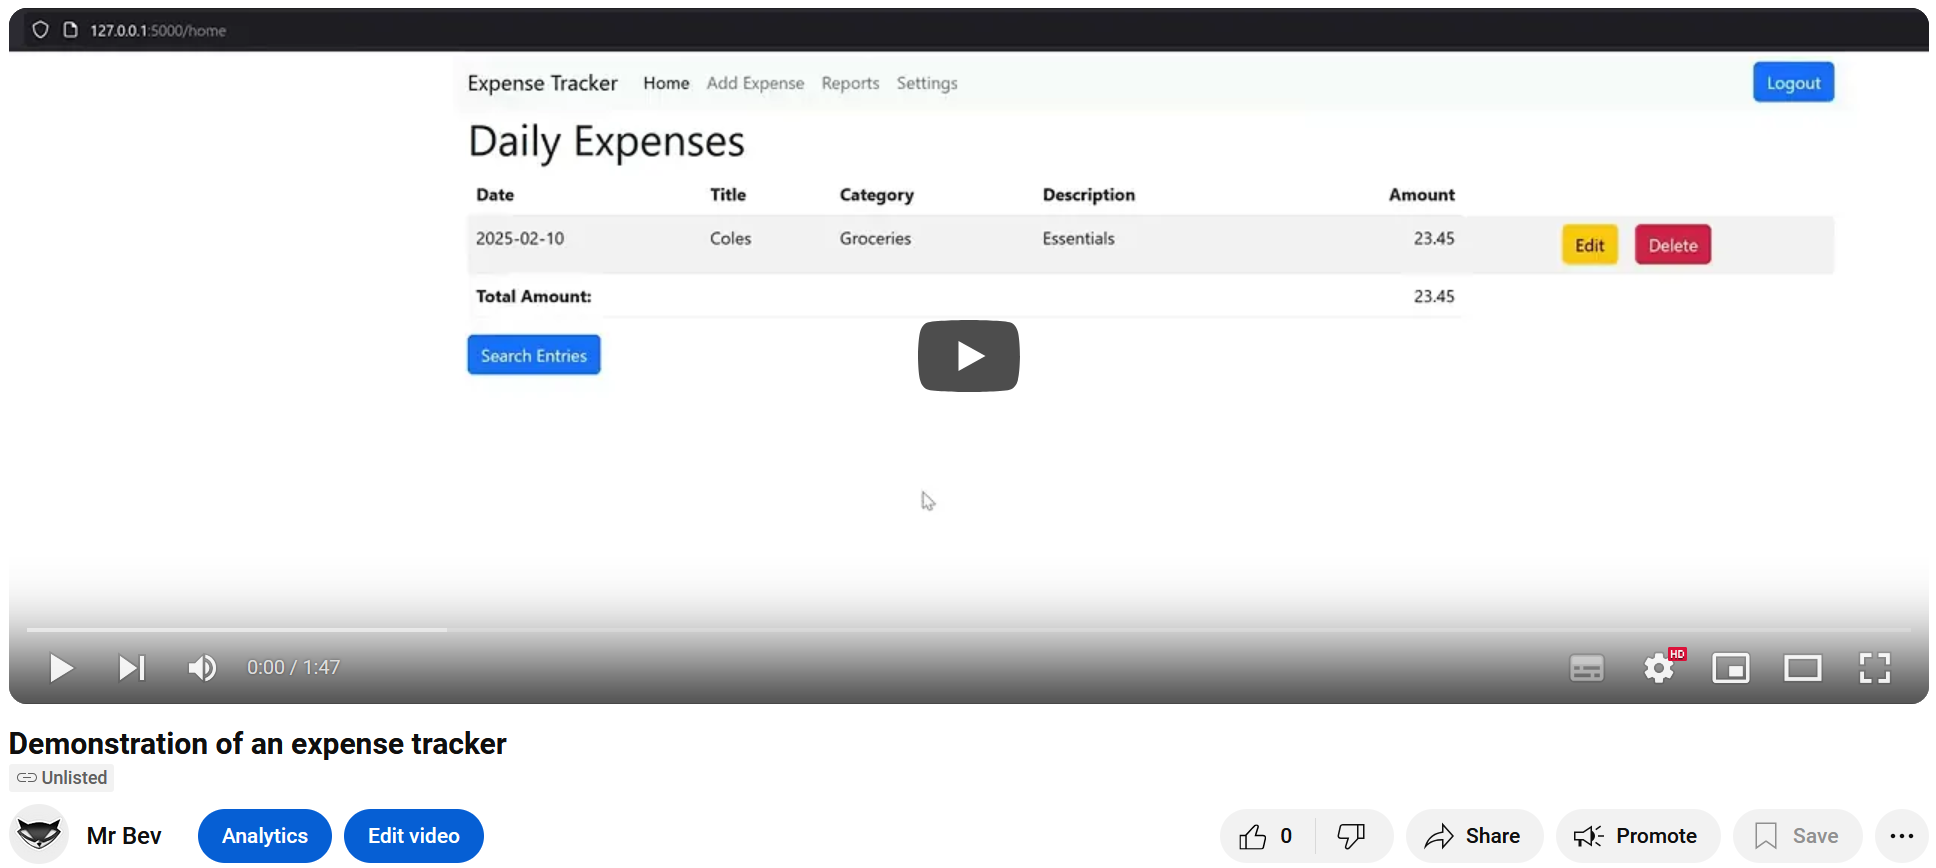 127.0.0.1:5000/home
Expense Tracker Home Add Expense Reports Settings Logout
Daily Expenses
Date Title Category Description Amount
2025-02-10 Coles Groceries Essentials 23.45 Edit Delete
Total Amount: 23.45
Search Entries
0:00 / 1:47 HD
Demonstration of an expense tracker
Unlisted
Mr Bev Analytics Edit video 0 Share Promote Save